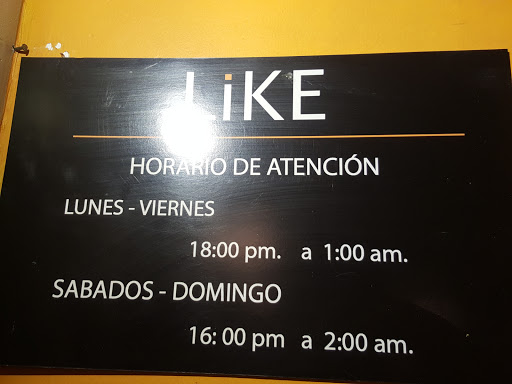 LiKE
HORARIO DE ATENCIÓN
LUNES - VIERNES
18:00 pm. a 1:00 am.
SABADOS - DOMINGO
16: 00 pm a 2:00 am.